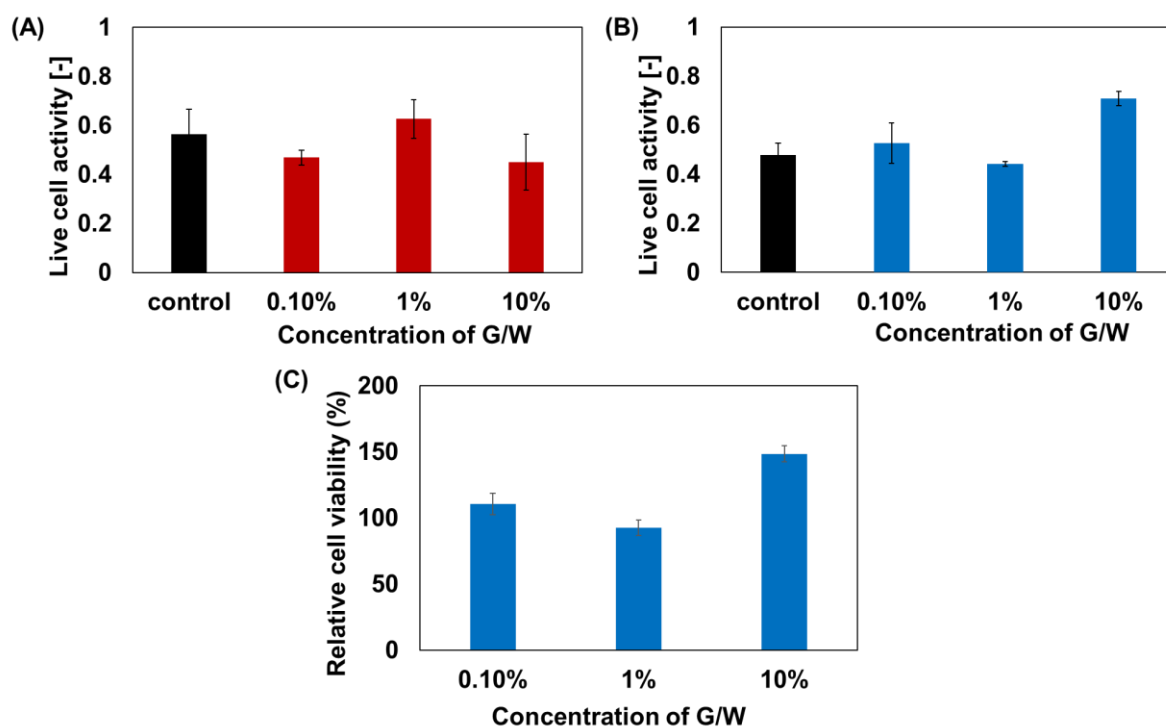 (A)
Live cell activity [-]
1
0.8
0.6
0.4
0.2
0
control 0.10% 1% 10%
Concentration of G/W
(B)
Live cell activity [-]
1
0.8
0.6
0.4
0.2
0
control 0.10% 1% 10%
Concentration of G/W
(C)
Relative cell viability (%)
200
150
100
50
0
0.10% 1% 10%
Concentration of G/W